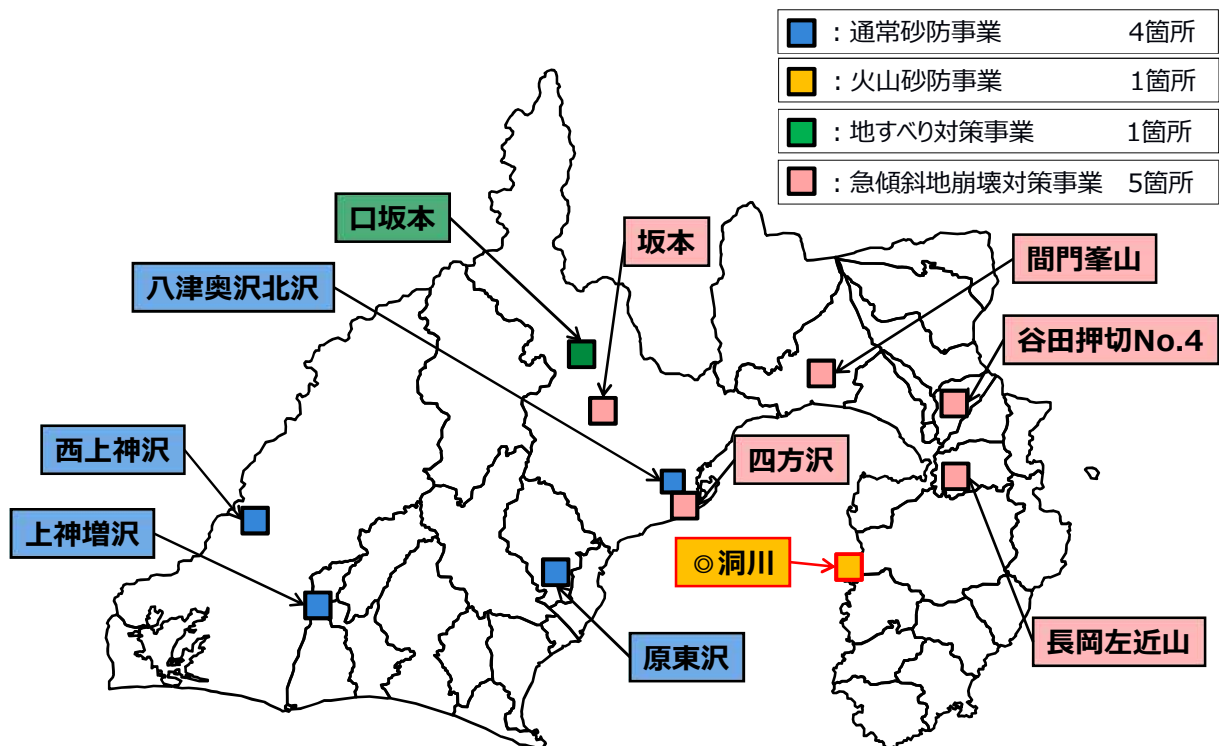 ：通常砂防事業 4箇所
：火山砂防事業 1箇所
：地すべり対策事業 1箇所
：急傾斜地崩壊対策事業 5箇所
口坂本
坂本
間門峯山
八津奥沢北沢
谷田押切No.4
西上神沢
四方沢
上神増沢
◎洞川
原東沢
長岡左近山